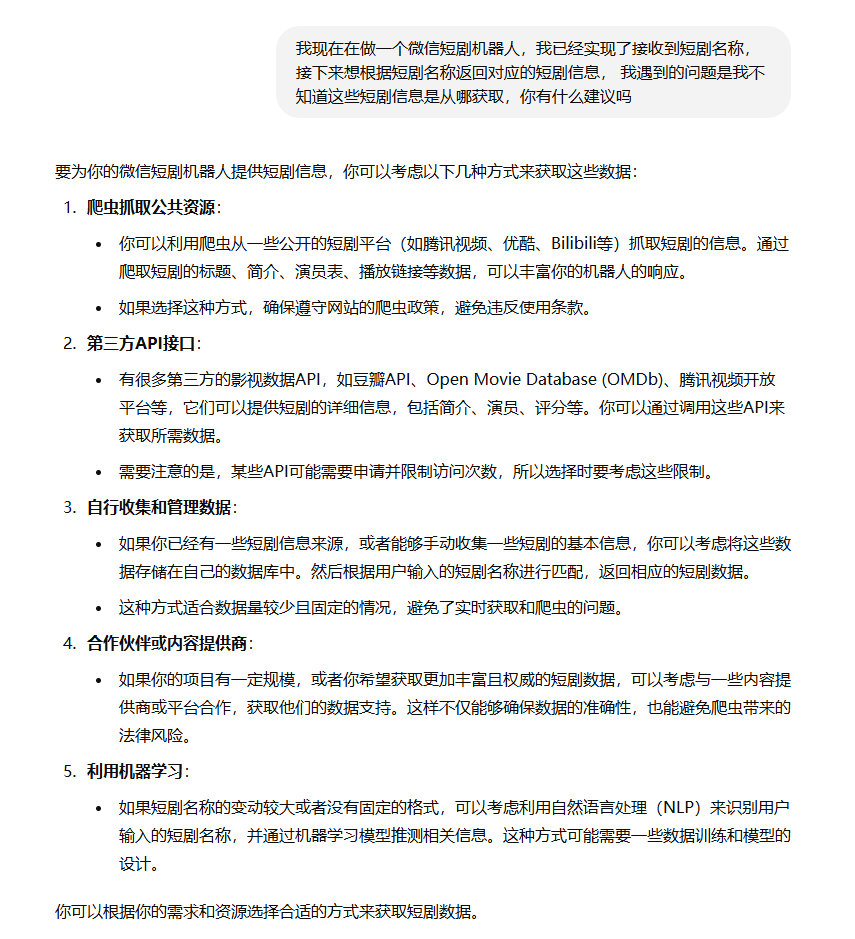 我现在在做一个微信短剧机器人，我已经实现了接收到短剧名称，
接下来想根据短剧名称返回对应的短剧信息， 我遇到的问题是我不
知道这些短剧信息是从哪获取，你有什么建议吗
要为你的微信短剧机器人提供短剧信息，你可以考虑以下几种方式来获取这些数据：
1. 爬虫抓取公共资源：
• 你可以利用爬虫从一些公开的短剧平台（如腾讯视频、优酷、Bilibili等）抓取短剧的信息。通过
爬取短剧的标题、简介、演员表、播放链接等数据，可以丰富你的机器人的响应。
• 如果选择这种方式，确保遵守网站的爬虫政策，避免违反使用条款。
2. 第三方API接口：
• 有很多第三方的影视数据API，如豆瓣API、Open Movie Database (OMDb)、腾讯视频开放
平台等，它们可以提供短剧的详细信息，包括简介、演员、评分等。你可以通过调用这些API来
获取所需数据。
• 需要注意的是，某些API可能需要申请并限制访问次数，所以选择时要考虑这些限制。
3. 自行收集和管理数据：
• 如果你已经有一些短剧信息来源，或者能够手动收集一些短剧的基本信息，你可以考虑将这些数
据存储在自己的数据库中。然后根据用户输入的短剧名称进行匹配，返回相应的短剧数据。
• 这种方式适合数据量较少且固定的情况，避免了实时获取和爬虫的问题。
4. 合作伙伴或内容提供商：
• 如果你的项目有一定规模，或者你希望获取更加丰富且权威的短剧数据，可以考虑与一些内容提
供商或平台合作，获取他们的数据支持。这样不仅能够确保数据的准确性，也能避免爬虫带来的
法律风险。
5. 利用机器学习：
• 如果短剧名称的变动较大或者没有固定的格式，可以考虑利用自然语言处理（NLP）来识别用户
输入的短剧名称，并通过机器学习模型推测相关信息。这种方式可能需要一些数据训练和模型的
设计。
你可以根据你的需求和资源选择合适的方式来获取短剧数据。